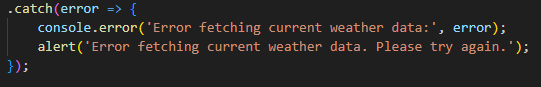 .catch(error => {
    console.error('Error fetching current weather data:', error);
    alert('Error fetching current weather data. Please try again.');
});